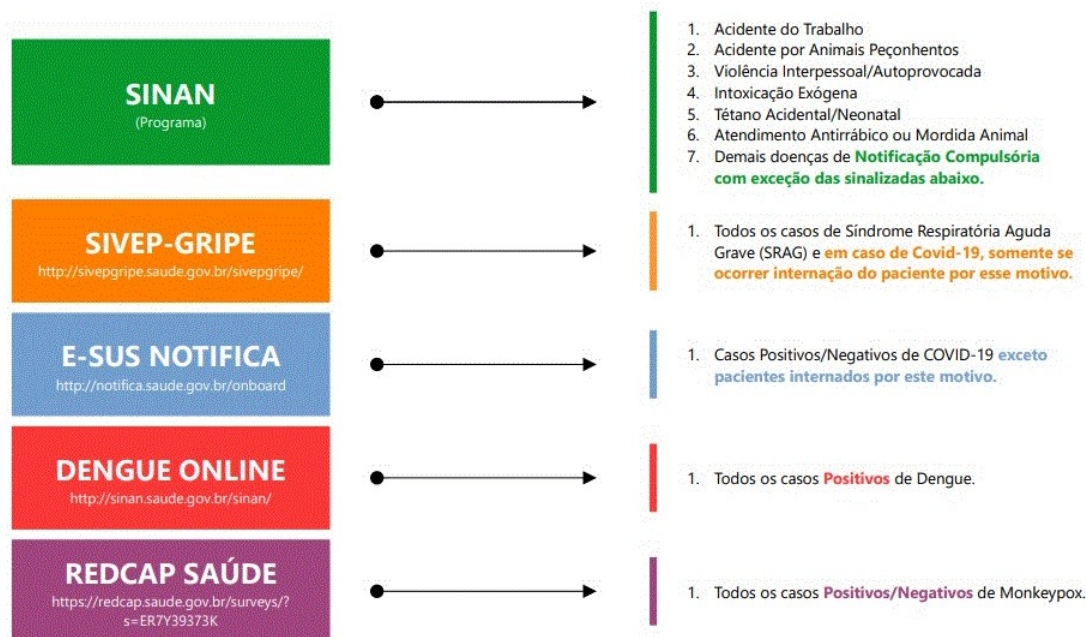 SINAN
(Programa)
1. Acidente do Trabalho
2. Acidente por Animais Peçonhentos
3. Violência Interpessoal/Autoprovocada
4. Intoxicação Exógena
5. Tétano Acidental/Neonatal
6. Atendimento Antirrábico ou Mordida Animal
7. Demais doenças de Notificação Compulsória
com exceção das sinalizadas abaixo.
SIVEP-GRIPE
http://sivepgripe.saude.gov.br/sivepgripe/
1. Todos os casos de Síndrome Respiratória Aguda
Grave (SRAG) e em caso de Covid-19, somente se
ocorrer internação do paciente por esse motivo.
E-SUS NOTIFICA
http://notifica.saude.gov.br/onboard
1. Casos Positivos/Negativos de COVID-19 exceto
pacientes internados por este motivo.
DENGUE ONLINE
http://sinan.saude.gov.br/sinan/
1. Todos os casos Positivos de Dengue.
REDCAP SAÚDE
https://redcap.saude.gov.br/surveys/?
s=ER7Y39373K
1. Todos os casos Positivos/Negativos de Monkeypox.